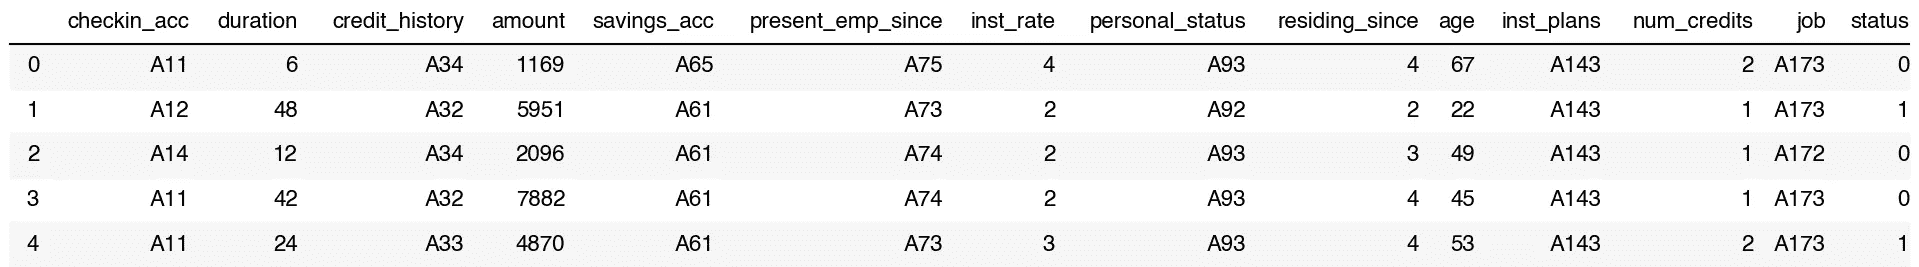 checkin_acc duration credit_history amount savings_acc present_emp_since inst_rate personal_status residing_since age inst_plans num_credits job status
0 A11 6 A34 1169 A65 A75 4 A93 4 67 A143 2 A173 0
1 A12 48 A32 5951 A61 A73 2 A92 2 22 A143 1 A173 1
2 A14 12 A34 2096 A61 A74 2 A93 3 49 A143 1 A172 0
3 A11 42 A32 7882 A61 A74 2 A93 4 45 A143 1 A173 0
4 A11 24 A33 4870 A61 A73 3 A93 4 53 A143 2 A173 1